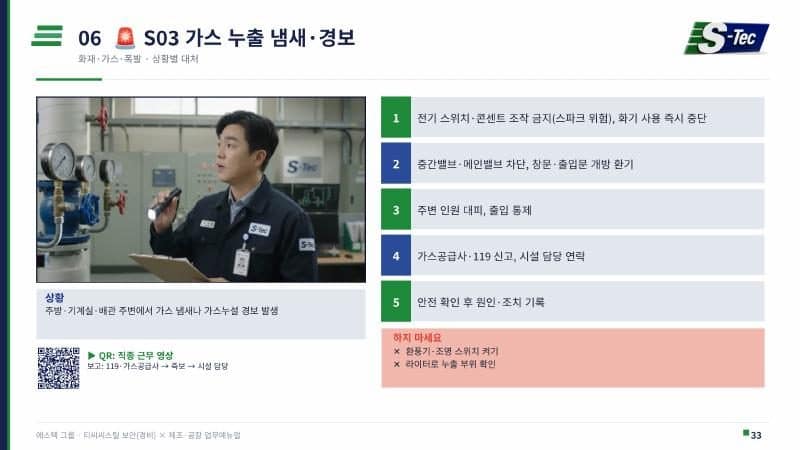 06 🚨 S03 가스 누출 냄새·경보
화재·가스·폭발 · 상황별 대처
S-Tec
S-Tec
S-Tec
S-Tec
1 전기 스위치·콘센트 조작 금지(스파크 위험), 화기 사용 즉시 중단
2 중간밸브·메인밸브 차단, 창문·출입문 개방 환기
3 주변 인원 대피, 출입 통제
4 가스공급사·119 신고, 시설 담당 연락
5 안전 확인 후 원인·조치 기록
상황
주방·기계실·배관 주변에서 가스 냄새나 가스누설 경보 발생
▶ QR: 직종 근무 영상
보고: 119·가스공급사 → 즉보 → 시설 담당
하지 마세요
× 환풍기·조명 스위치 켜기
× 라이터로 누출 부위 확인
에스텍 그룹 · 티씨씨스틸 보안(경비) × 제조·공장 업무매뉴얼
33